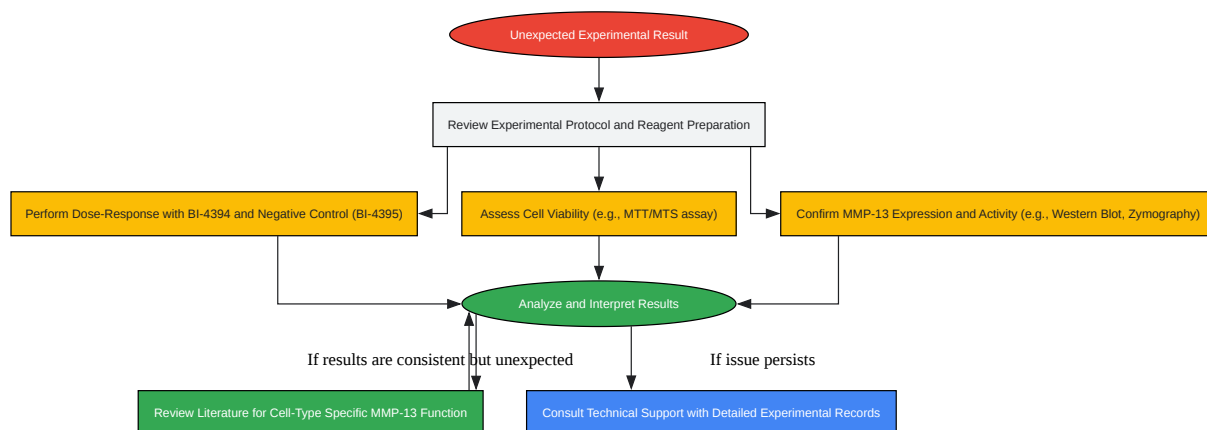 Unexpected Experimental Result
Review Experimental Protocol and Reagent Preparation
Perform Dose-Response with BI-4394 and Negative Control (BI-4395)
Assess Cell Viability (e.g., MTT/MTS assay)
Confirm MMP-13 Expression and Activity (e.g., Western Blot, Zymography)
Analyze and Interpret Results
If results are consistent but unexpected
If issue persists
Review Literature for Cell-Type Specific MMP-13 Function
Consult Technical Support with Detailed Experimental Records